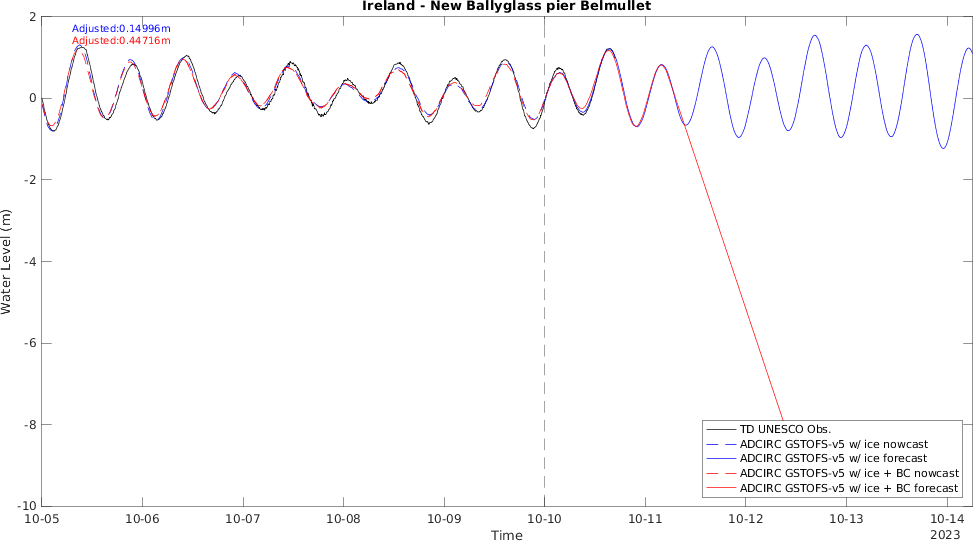 Ireland - New Ballyglass pier Belmullet
Adjusted:0.14996m
Adjusted:0.44716m
2
0
-2
-4
-6
-8
-10
Water Level (m)
TD UNESCO Obs.
ADCIRC GSTOFS-v5 w/ ice nowcast
ADCIRC GSTOFS-v5 w/ ice forecast
ADCIRC GSTOFS-v5 w/ ice + BC nowcast
ADCIRC GSTOFS-v5 w/ ice + BC forecast
10-05 10-06 10-07 10-08 10-09 10-10 10-11 10-12 10-13 10-14
2023
Time